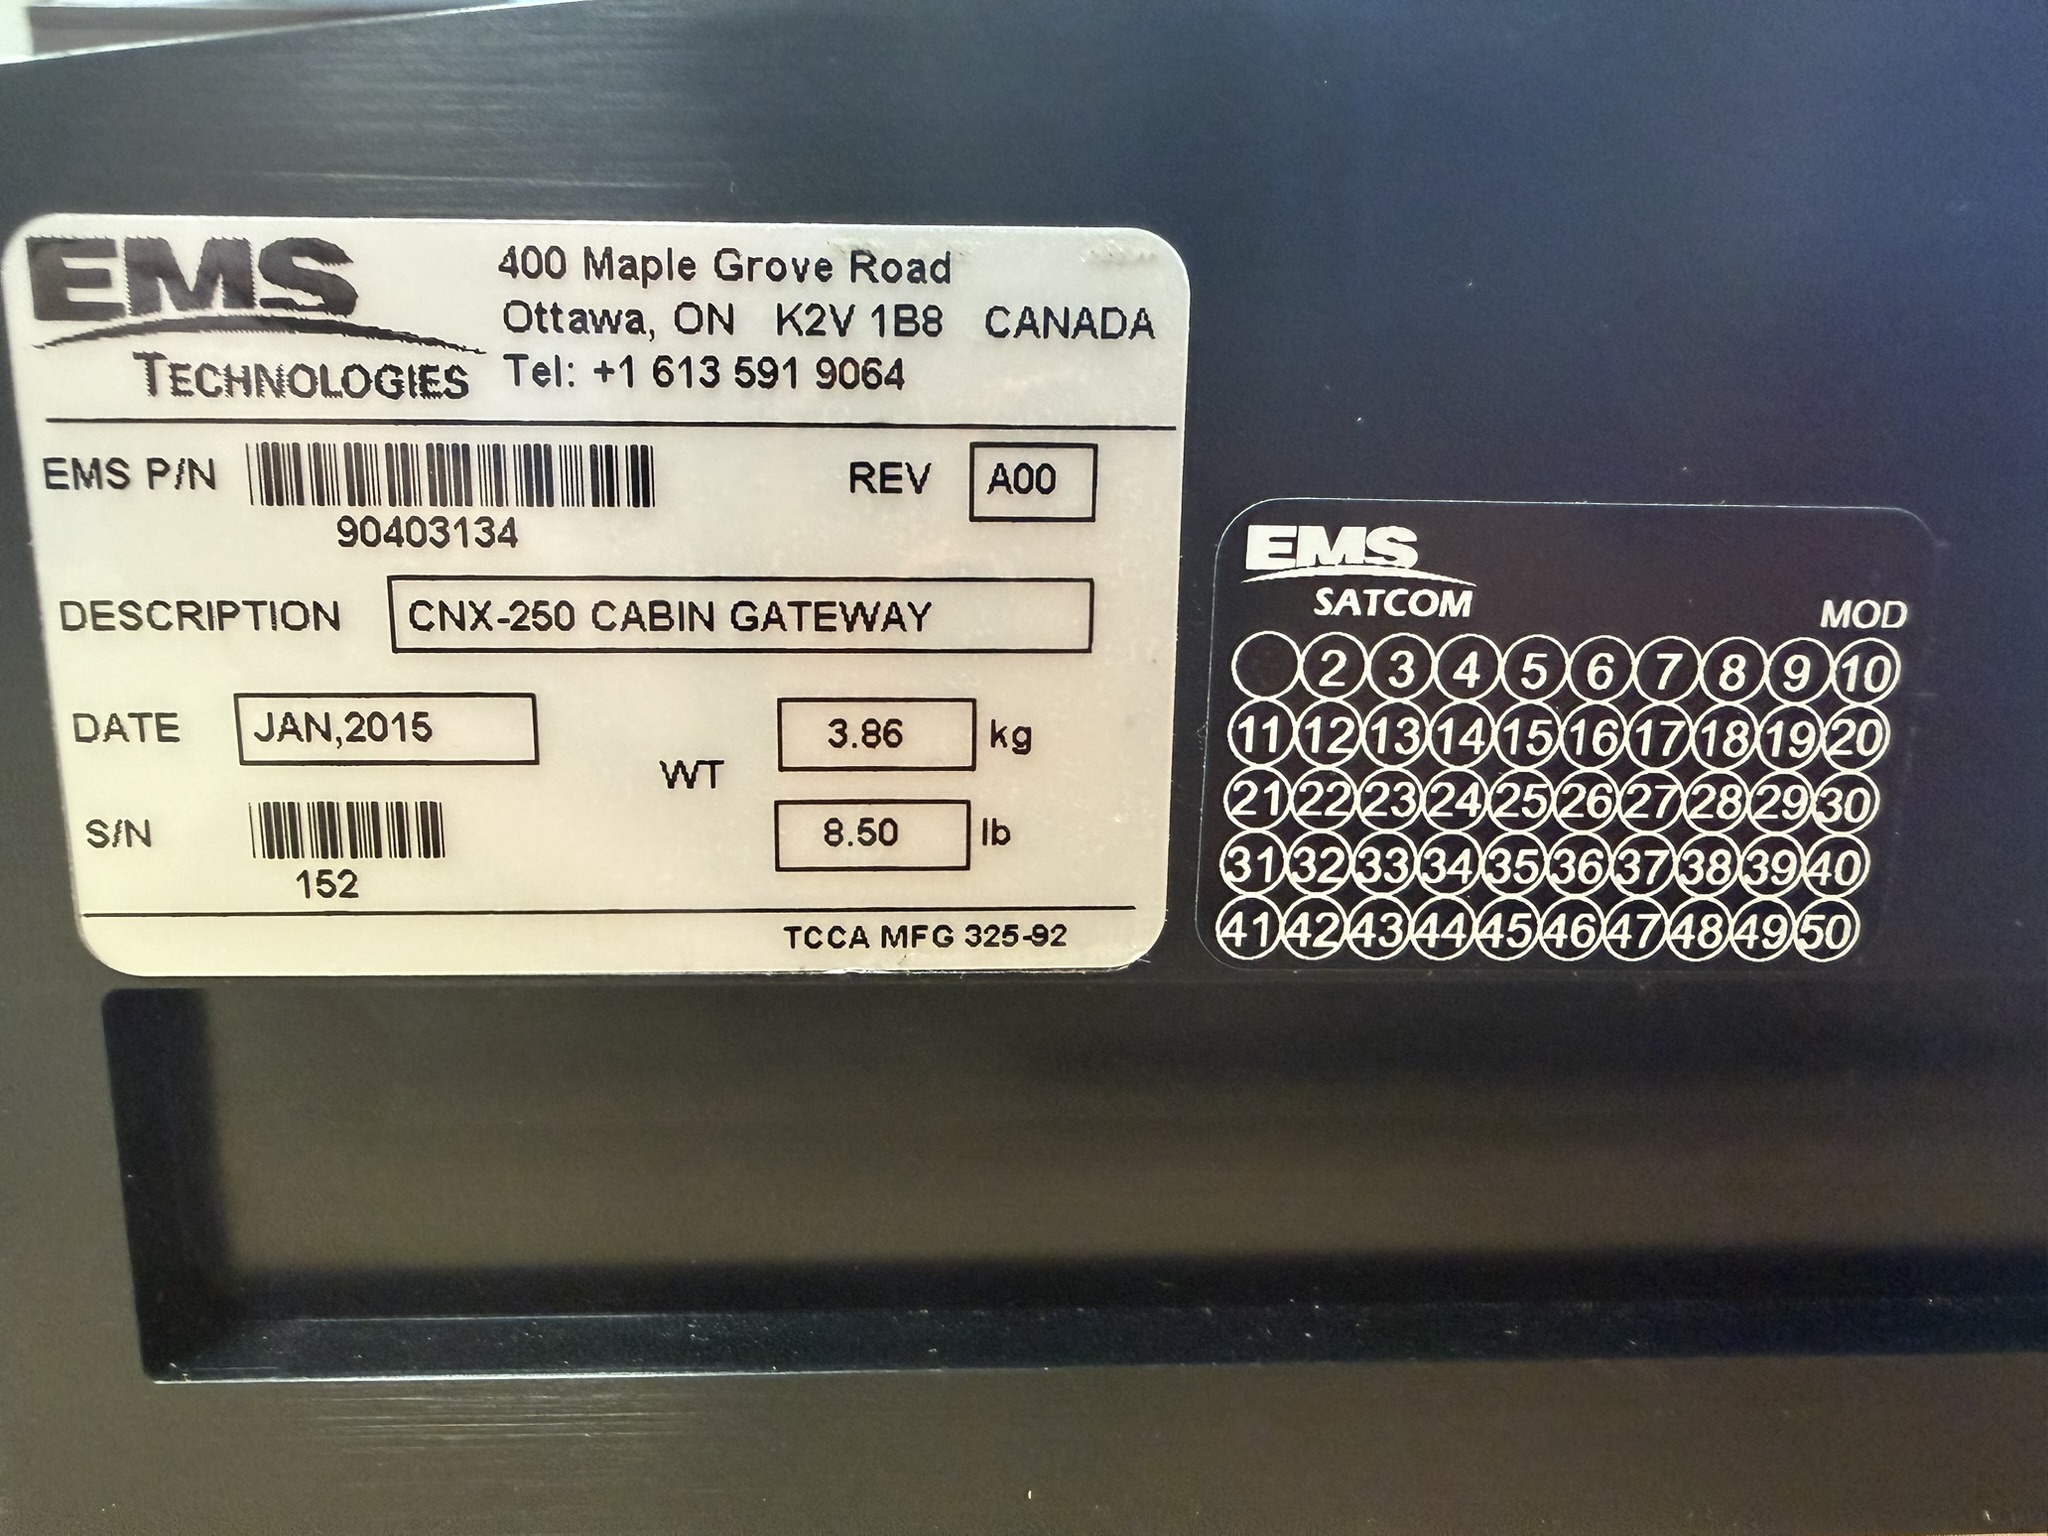 EMS
TECHNOLOGIES
400 Maple Grove Road
Ottawa, ON K2V 1B8 CANADA
Tel: +1 613 591 9064
EMS P/N
90403134
REV A00
DESCRIPTION CNX-250 CABIN GATEWAY
DATE JAN,2015
WT 3.86 kg
8.50 lb
S/N
152
TCCA MFG 325-92
EMS
SATCOM
MOD
2 3 4 5 6 7 8 9 10
11 12 13 14 15 16 17 18 19 20
21 22 23 24 25 26 27 28 29 30
31 32 33 34 35 36 37 38 39 40
41 42 43 44 45 46 47 48 49 50